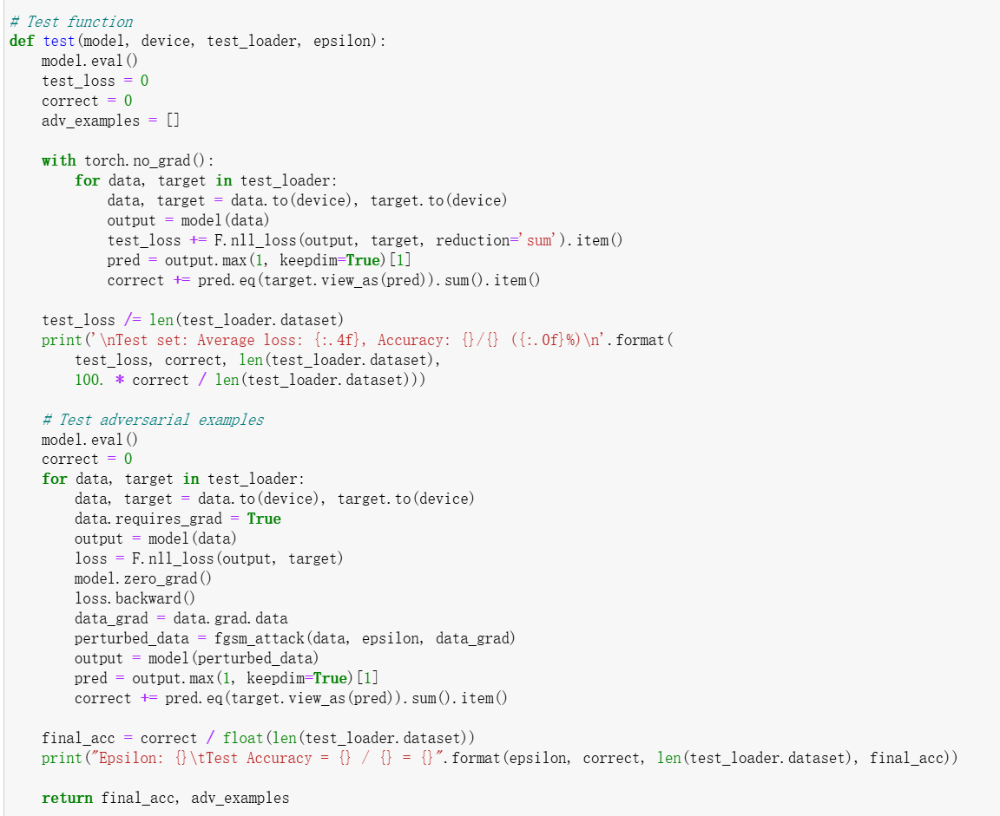 # Test function
def test(model, device, test_loader, epsilon):
    model.eval()
    test_loss = 0
    correct = 0
    adv_examples = []

    with torch.no_grad():
        for data, target in test_loader:
            data, target = data.to(device), target.to(device)
            output = model(data)
            test_loss += F.nll_loss(output, target, reduction='sum').item()
            pred = output.max(1, keepdim=True)[1]
            correct += pred.eq(target.view_as(pred)).sum().item()

    test_loss /= len(test_loader.dataset)
    print('\nTest set: Average loss: {:.4f}, Accuracy: {}/{} ({:.0f}%)\n'.format(
        test_loss, correct, len(test_loader.dataset),
        100. * correct / len(test_loader.dataset)))

    # Test adversarial examples
    model.eval()
    correct = 0
    for data, target in test_loader:
        data, target = data.to(device), target.to(device)
        data.requires_grad = True
        output = model(data)
        loss = F.nll_loss(output, target)
        model.zero_grad()
        loss.backward()
        data_grad = data.grad.data
        perturbed_data = fgsm_attack(data, epsilon, data_grad)
        output = model(perturbed_data)
        pred = output.max(1, keepdim=True)[1]
        correct += pred.eq(target.view_as(pred)).sum().item()

    final_acc = correct / float(len(test_loader.dataset))
    print("Epsilon: {}\tTest Accuracy = {} / {} = {}".format(epsilon, correct, len(test_loader.dataset), final_acc))

    return final_acc, adv_examples